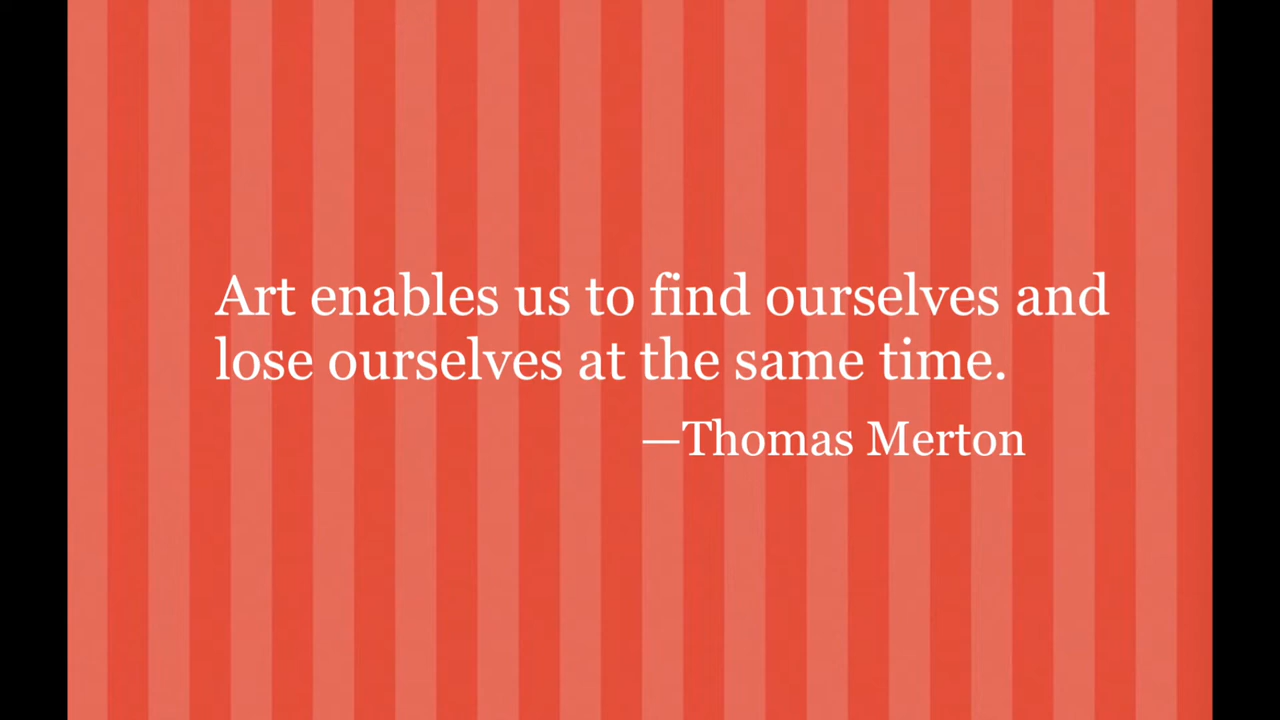 Art enables us to find ourselves and
lose ourselves at the same time.
—Thomas Merton